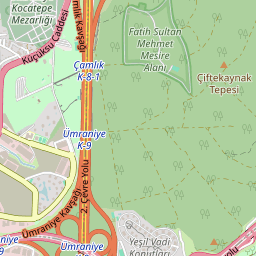 Kocatepe
Mezarlığı
Küçüksu Caddesi
Çamlık Kavşağı
Fatih Sultan
Mehmet
Mesire
Alanı
Çamlık
K-8-1
Çiftekaynak
Tepesi
Ümraniye
K-9
2. Çevre Yolu
Ümraniye Kavşağı
Ümraniye
K-9
Yeşil Vadi
Konutları